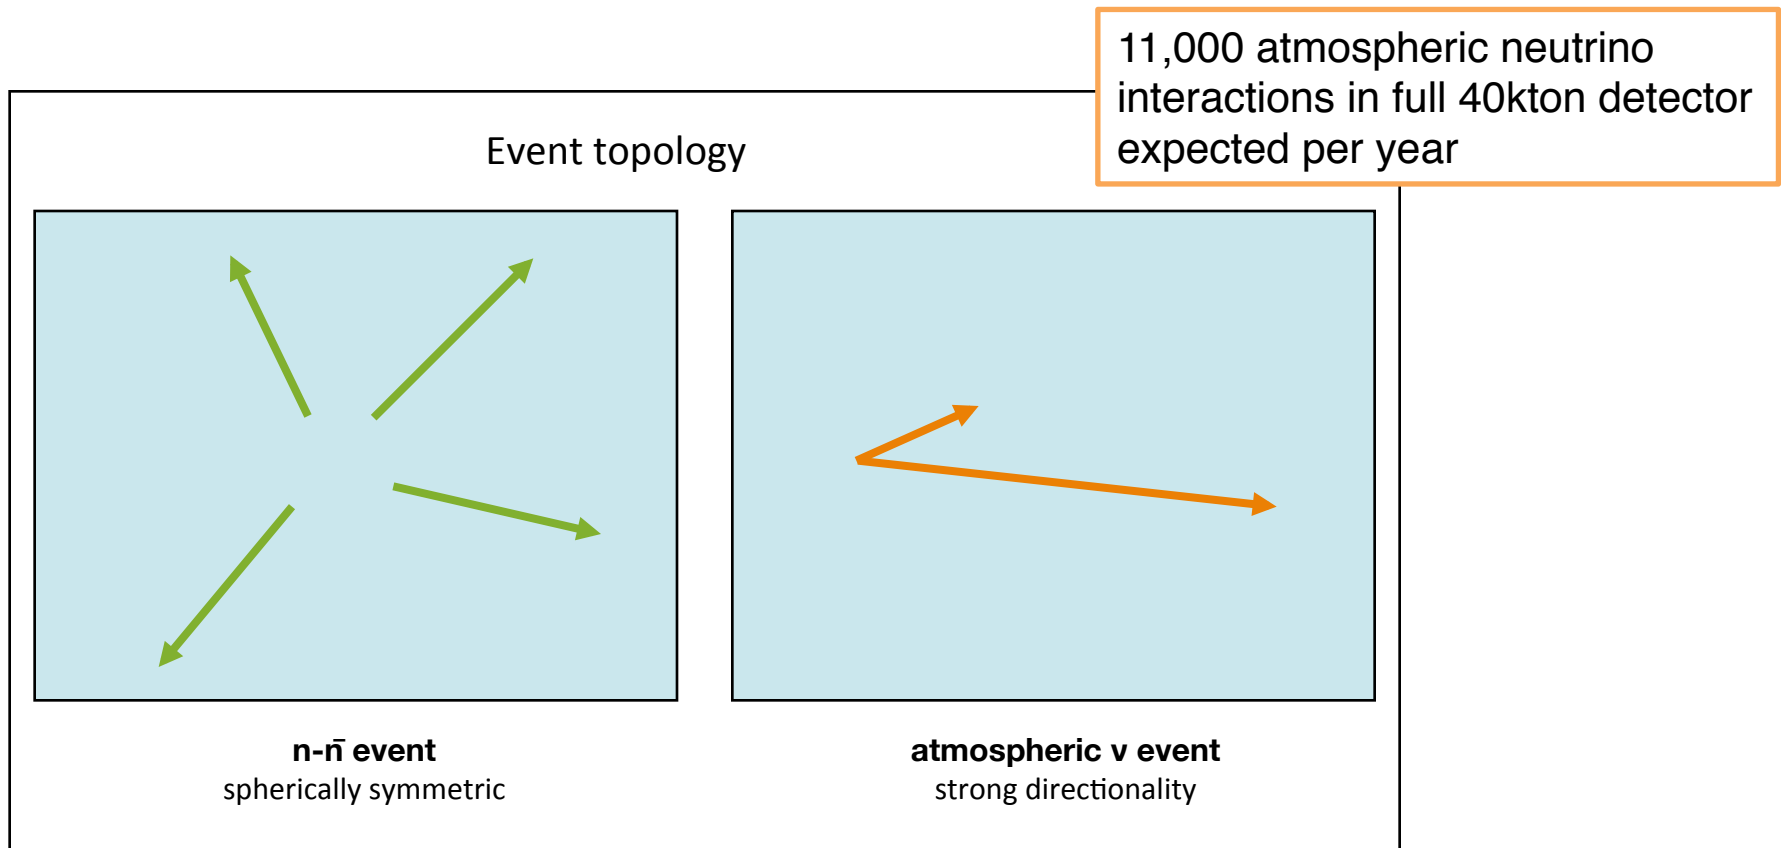 11,000 atmospheric neutrino
interactions in full 40kton detector
expected per year
Event topology
n-n̄ event
spherically symmetric
atmospheric ν event
strong directionality